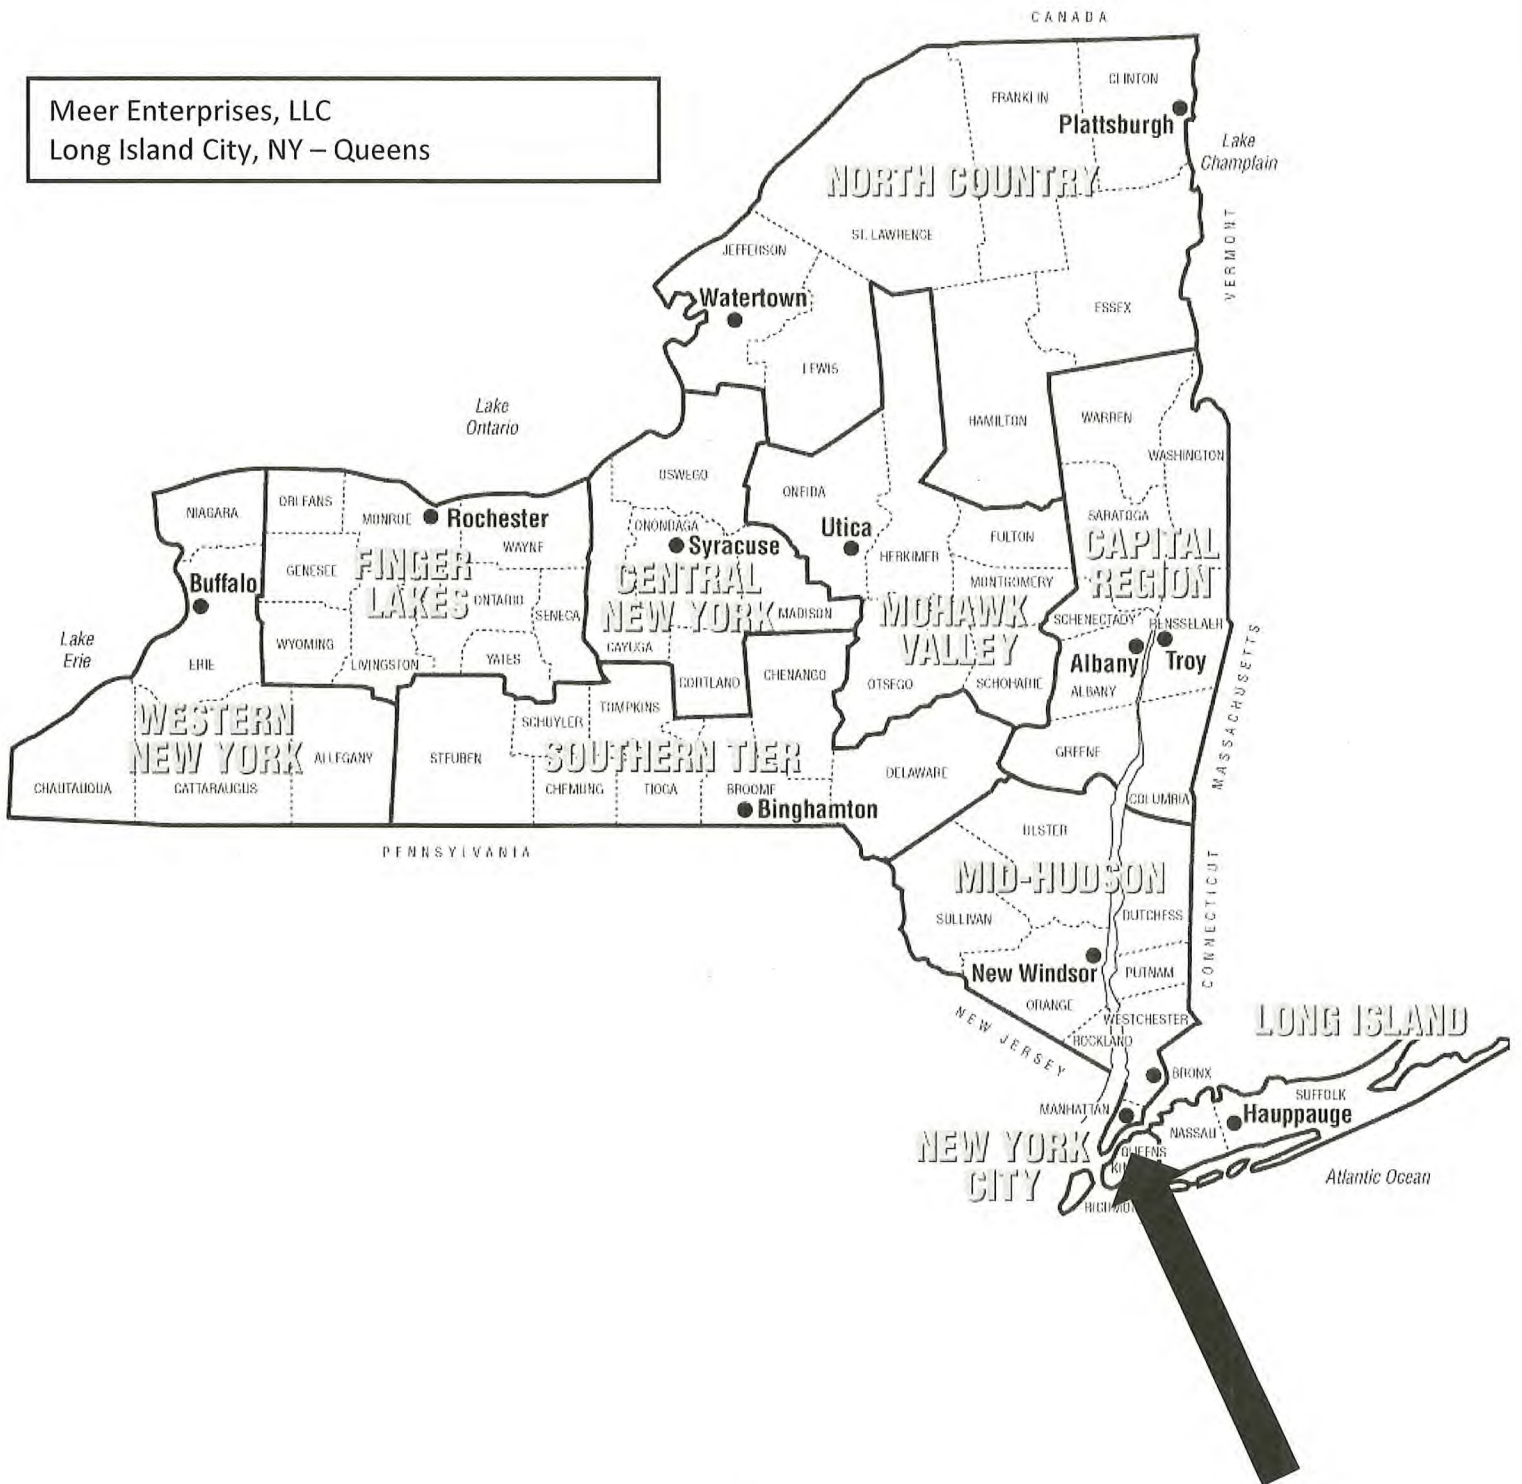 CANADA
Meer Enterprises, LLC
Long Island City, NY – Queens
CLINTON
FRANKLIN
Plattsburgh
Lake
Champlain
NORTH COUNTRY
VERMONT
ST. LAWRENCE
JEFFERSON
Watertown
ESSEX
LEWIS
Lake
Ontario
HAMILTON
WARREN
WASHINGTON
OSWEGO
ONEIDA
NIAGARA
ORLEANS
MONROE
Rochester
WAYNE
ONONDAGA
Syracuse
Utica
HERKIMER
FULTON
SARATOGA
CAPITAL
REGION
GENESEE
FINGER
LAKES
ONTARIO
SENECA
CENTRAL
NEW YORK
MADISON
MONTGOMERY
MOHAWK
VALLEY
SCHENECTADY
RENSSELAER
Buffalo
Lake
Erie
ERIE
WYOMING
LIVINGSTON
YATES
CAYUGA
CORTLAND
CHENANGO
OTSEGO
SCHOHARIE
Albany
Troy
ALBANY
MASSACHUSETTS
WESTERN
NEW YORK
SCHUYLER
TOMPKINS
ALLEGANY
STEUBEN
SOUTHERN TIER
DELAWARE
GREENE
CHAUTAUQUA
CATTARAUGUS
CHEMUNG
TIOGA
BROOME
Binghamton
COLUMBIA
PENNSYLVANIA
ULSTER
MID-HUDSON
CONNECTICUT
SULLIVAN
DUTCHESS
New Windsor
PUTNAM
ORANGE
NEW JERSEY
WESTCHESTER
ROCKLAND
LONG ISLAND
BRONX
SUFFOLK
MANHATTAN
Hauppauge
NASSAU
NEW YORK
CITY
QUEENS
Atlantic Ocean